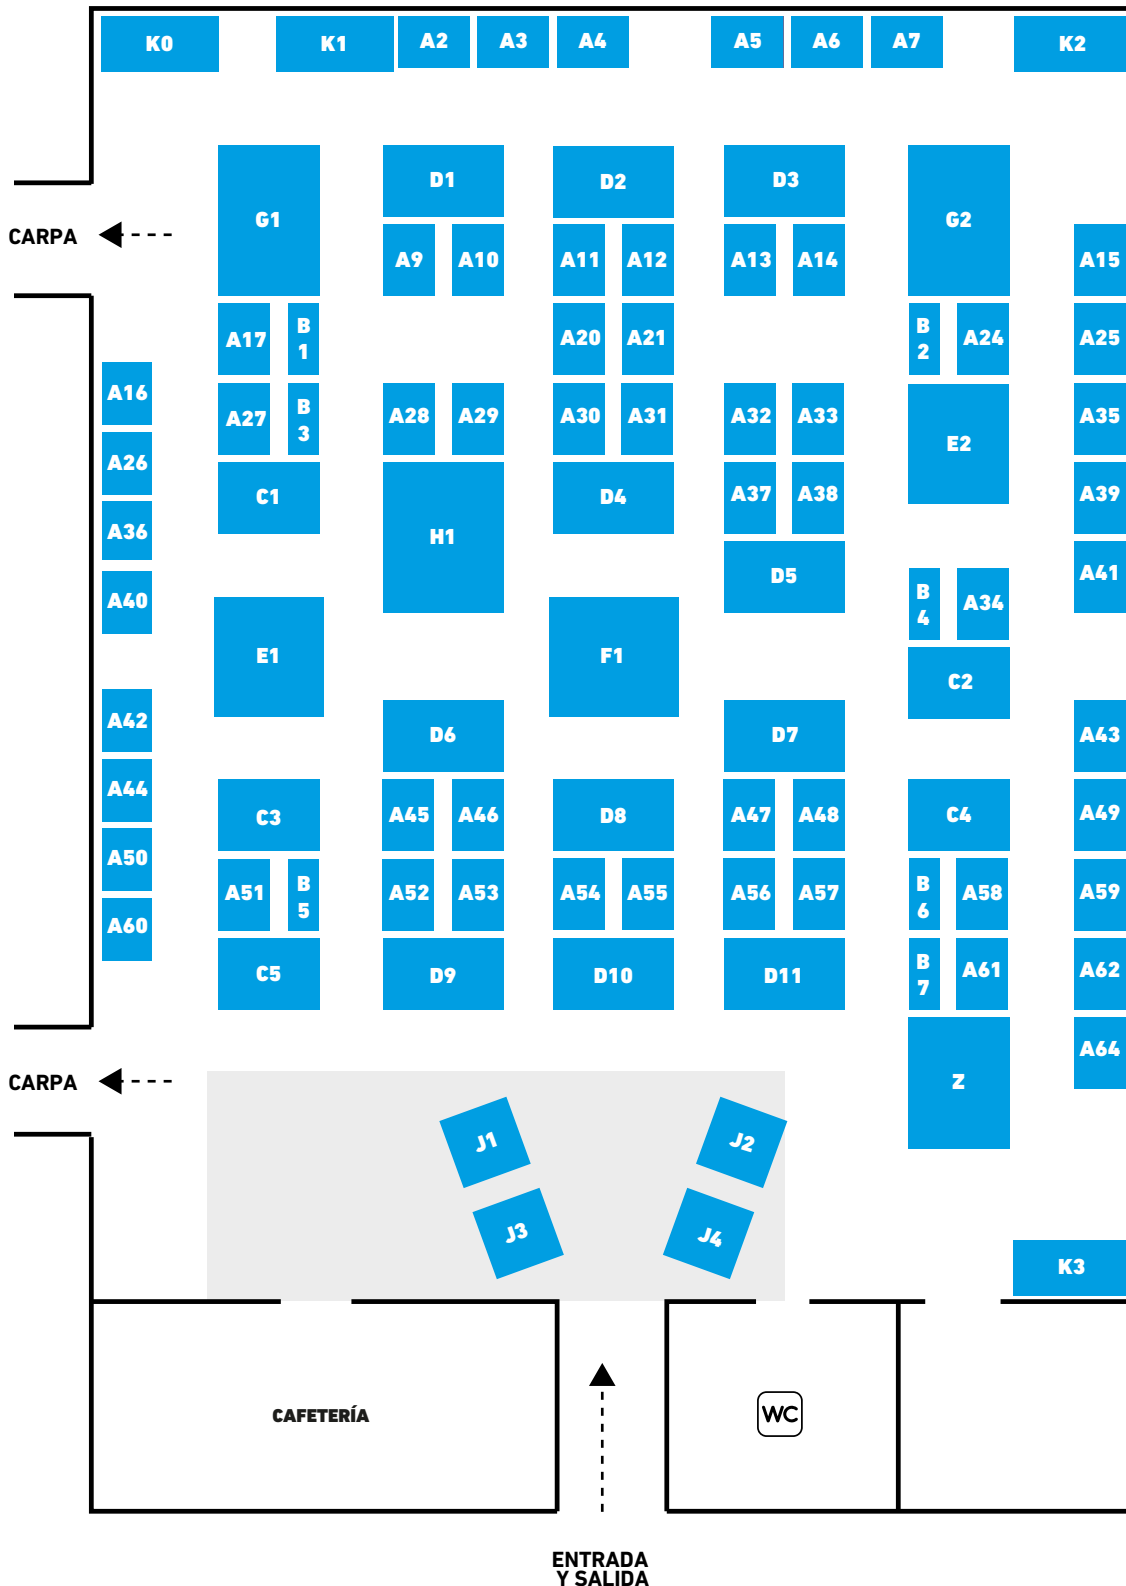 K0
K1
A2
A3
A4
A5
A6
A7
K2
D1
D2
D3
G1
G2
CARPA
A9
A10
A11
A12
A13
A14
A15
A17
B
1
A20
A21
B
2
A24
A25
A16
A27
B
3
A28
A29
A30
A31
A32
A33
E2
A35
A26
C1
H1
D4
A37
A38
A39
A36
D5
A41
A40
B
4
A34
E1
F1
C2
A42
D6
D7
A43
A44
C3
A45
A46
D8
A47
A48
C4
A49
A50
A51
B
5
A52
A53
A54
A55
A56
A57
B
6
A58
A59
A60
C5
D9
D10
D11
B
7
A61
A62
A64
CARPA
Z
J1
J2
J3
J4
K3
CAFETERÍA
WC
ENTRADA
Y SALIDA